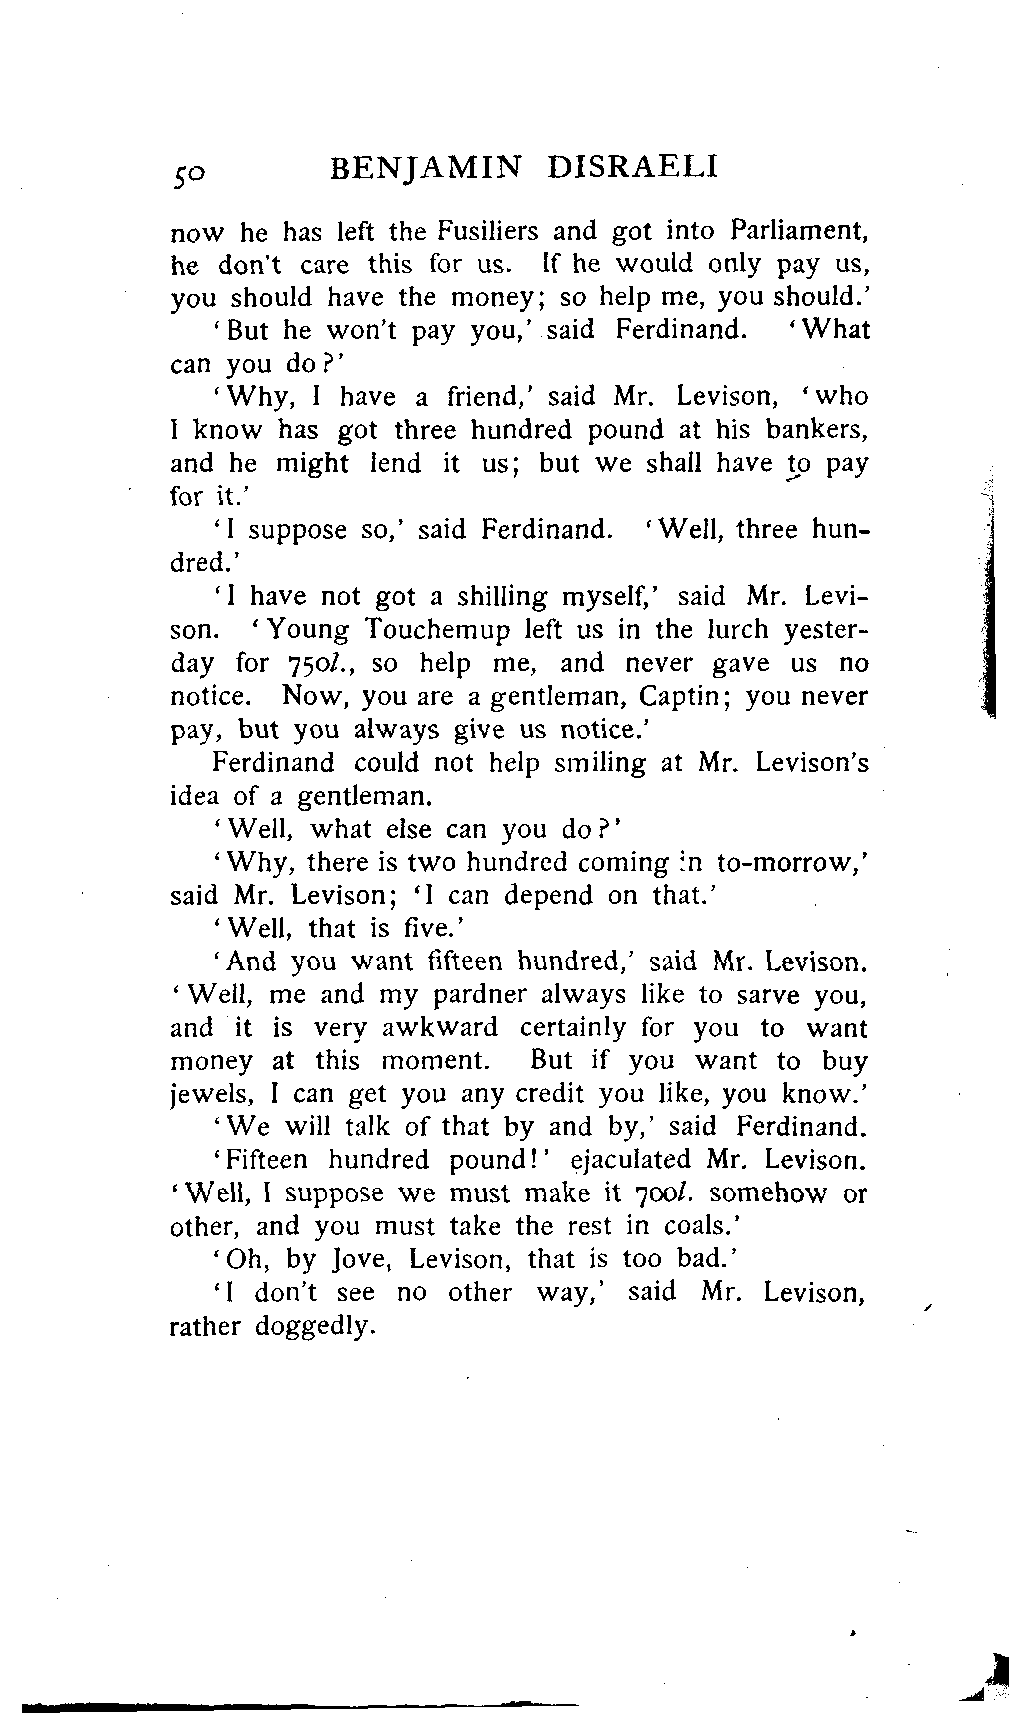 50 BENJAMIN DISRAELI
now he has left the Fusiliers and got into Parliament,
he don't care this for us. If he would only pay us,
you should have the money; so help me, you should.'
'But he won't pay you,' said Ferdinand. 'What
can you do?'
'Why, I have a friend,' said Mr. Levison, 'who
I know has got three hundred pound at his bankers,
and he might lend it us; but we shall have to pay
for it.'
'I suppose so,' said Ferdinand. 'Well, three hun-
dred.'
'I have not got a shilling myself,' said Mr. Levi-
son. 'Young Touchemup left us in the lurch yester-
day for 750l., so help me, and never gave us no
notice. Now, you are a gentleman, Captin; you never
pay, but you always give us notice.'
Ferdinand could not help smiling at Mr. Levison's
idea of a gentleman.
'Well, what else can you do?'
'Why, there is two hundred coming in to-morrow,'
said Mr. Levison; 'I can depend on that.'
'Well, that is five.'
'And you want fifteen hundred,' said Mr. Levison.
'Well, me and my pardner always like to sarve you,
and it is very awkward certainly for you to want
money at this moment. But if you want to buy
jewels, I can get you any credit you like, you know.'
'We will talk of that by and by,' said Ferdinand.
'Fifteen hundred pound!' ejaculated Mr. Levison.
'Well, I suppose we must make it 700l. somehow or
other, and you must take the rest in coals.'
'Oh, by Jove, Levison, that is too bad.'
'I don't see no other way,' said Mr. Levison,
rather doggedly.